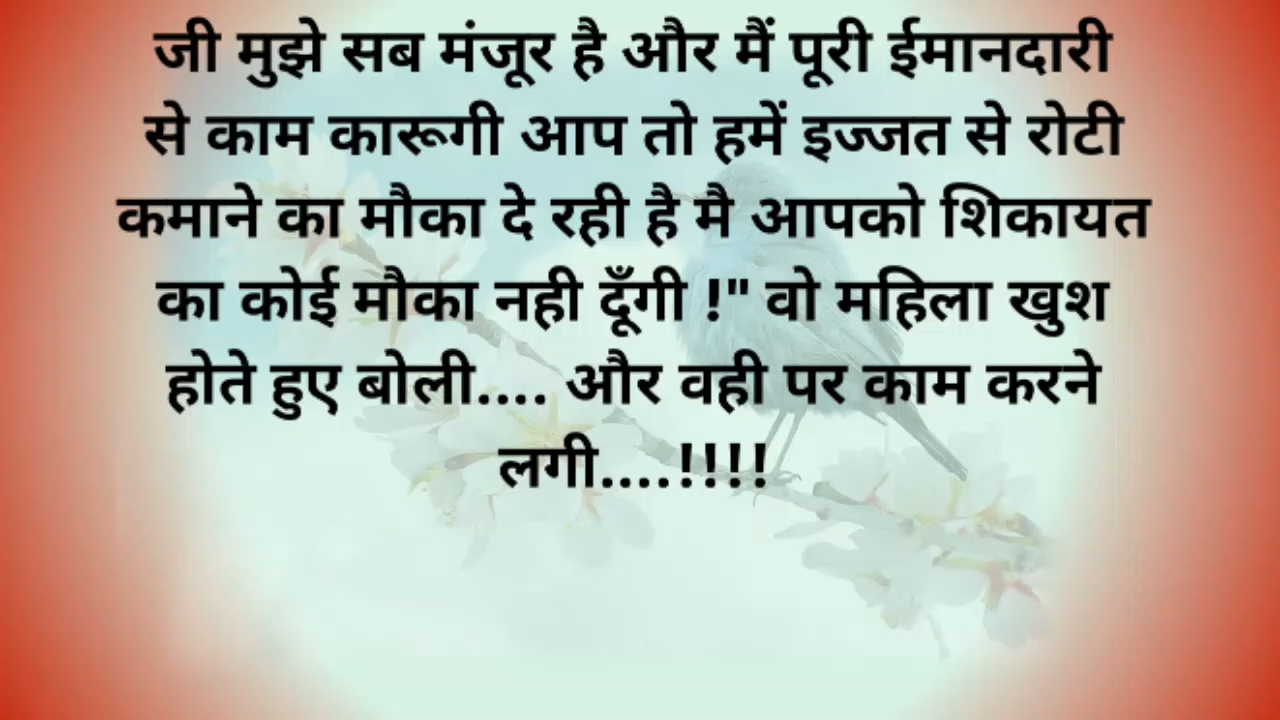 जी मुझे सब मंजूर है और मैं पूरी ईमानदारी
से काम कारूगी आप तो हमें इज्जत से रोटी
कमाने का मौका दे रही है मै आपको शिकायत
का कोई मौका नही दूँगी !" वो महिला खुश
होते हुए बोली.... और वही पर काम करने
लगी....!!!!